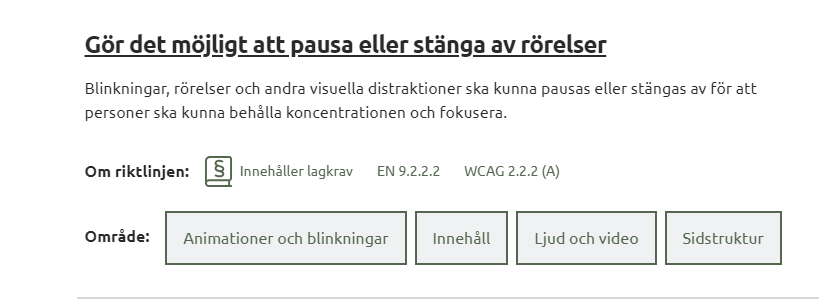 Gör det möjligt att pausa eller stänga av rörelser
Blinkningar, rörelser och andra visuella distraktioner ska kunna pausas eller stängas av för att
personer ska kunna behålla koncentrationen och fokusera.
Om riktlinjen: § Innehåller lagkrav EN 9.2.2.2 WCAG 2.2.2 (A)
Område: Animationer och blinkningar Innehåll Ljud och video Sidstruktur